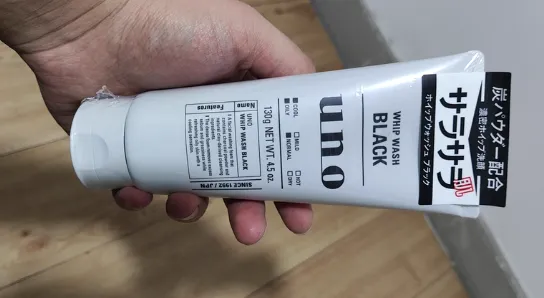 炭パウダー配合
濃密ホイップ洗顔
サラサラ肌
ホイップウォッシュ ブラック
WHIP WASH
BLACK
uno
COOL MILD HOT
OILY NORMAL DRY
130g NET WT. 4.5 oz.
Name UNO
WHIP WASH BLACK
Features
SINCE 1992 / JPN